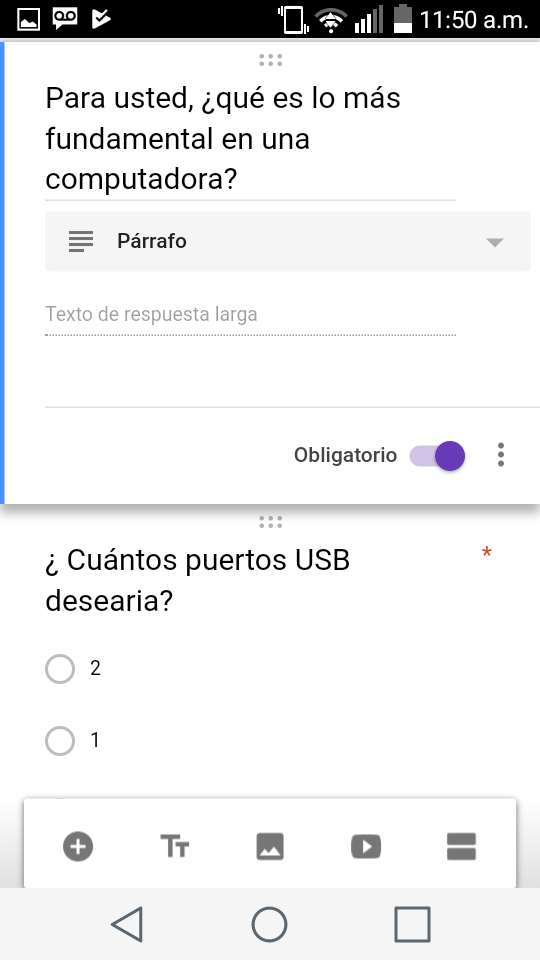 11:50 a.m.
Para usted, ¿qué es lo más
fundamental en una
computadora?
Párrafo
Texto de respuesta larga
Obligatorio
¿ Cuántos puertos USB *
desearia?
2
1